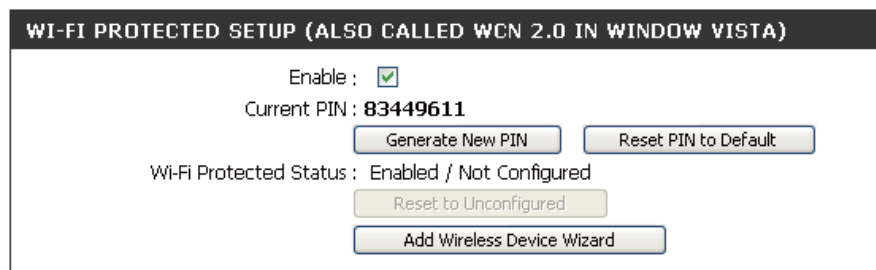 WI-FI PROTECTED SETUP (ALSO CALLED WCN 2.0 IN WINDOW VISTA)
Enable :
Current PIN : 83449611
Generate New PIN Reset PIN to Default
Wi-Fi Protected Status : Enabled / Not Configured
Reset to Unconfigured
Add Wireless Device Wizard